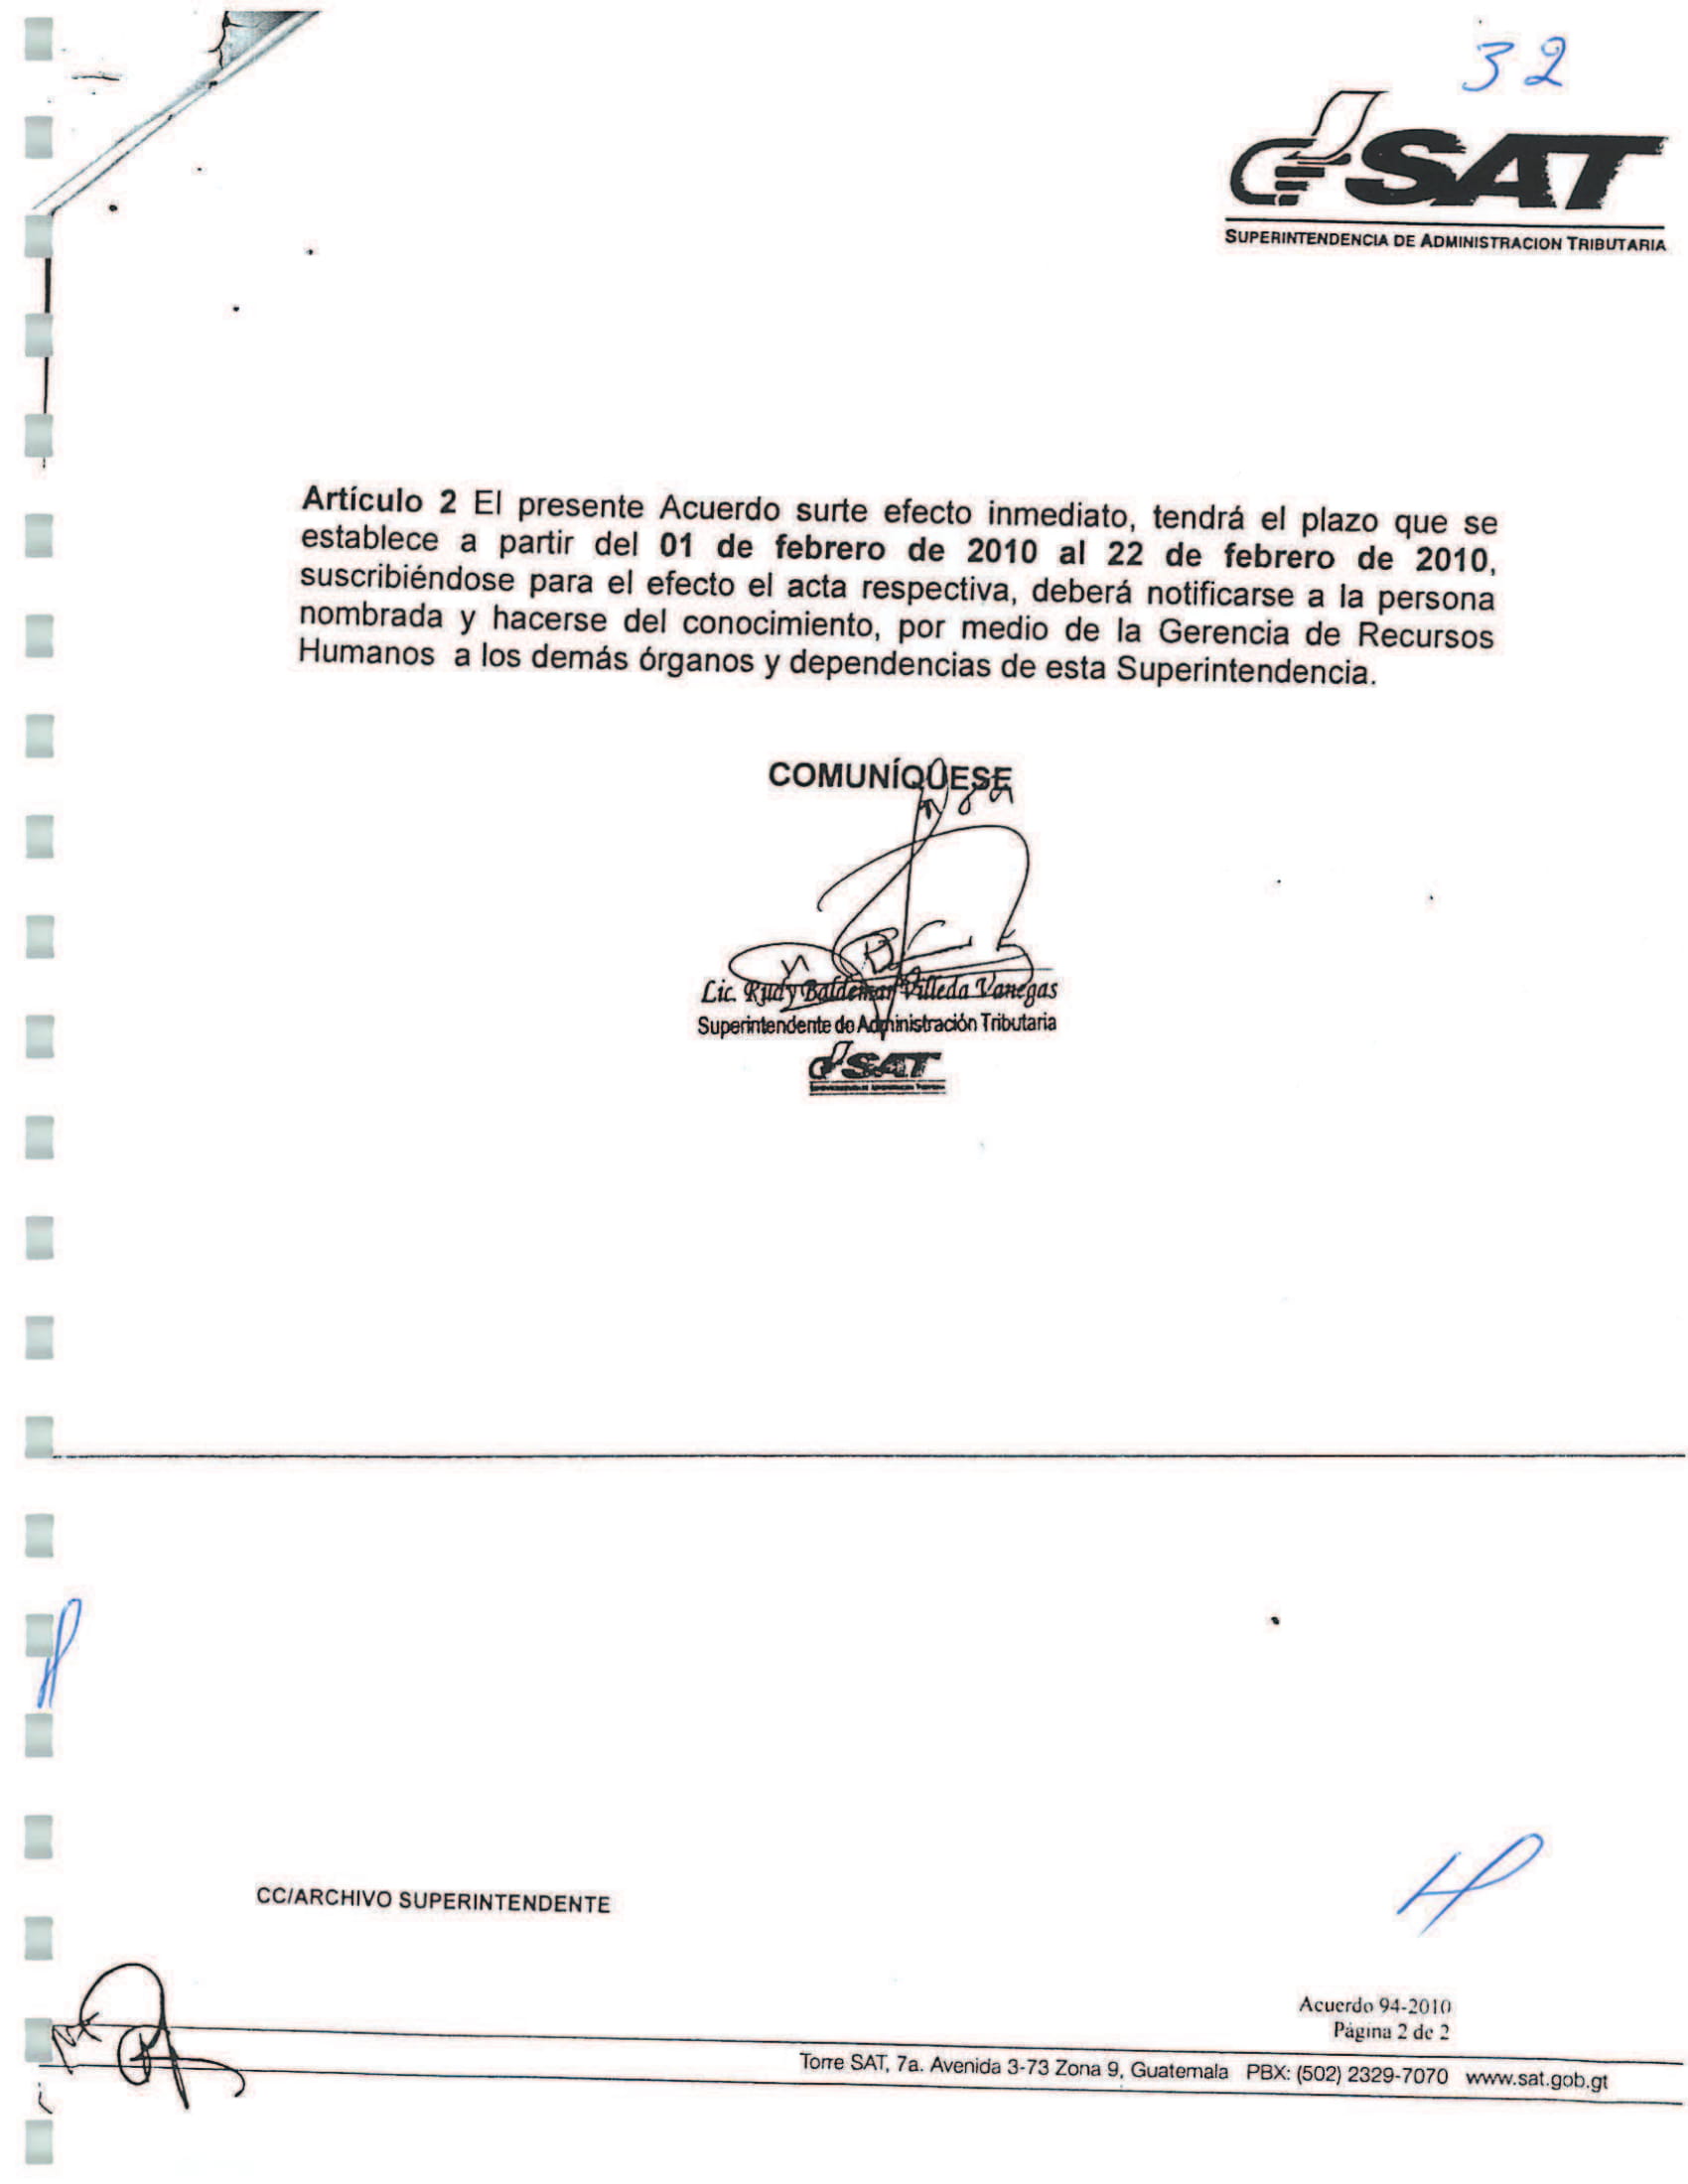 32
SAT
SUPERINTENDENCIA DE ADMINISTRACION TRIBUTARIA
Artículo 2 El presente Acuerdo surte efecto inmediato, tendrá el plazo que se
establece a partir del 01 de febrero de 2010 al 22 de febrero de 2010,
suscribiéndose para el efecto el acta respectiva, deberá notificarse a la persona
nombrada y hacerse del conocimiento, por medio de la Gerencia de Recursos
Humanos a los demás órganos y dependencias de esta Superintendencia.
COMUNÍQUESE
Lic. Rudy Baldemar Villeda Vanegas
Superintendente de Administración Tributaria
SAT
CC/ARCHIVO SUPERINTENDENTE
Acuerdo 94-2010
Página 2 de 2
Torre SAT, 7a. Avenida 3-73 Zona 9, Guatemala PBX: (502) 2329-7070 www.sat.gob.gt